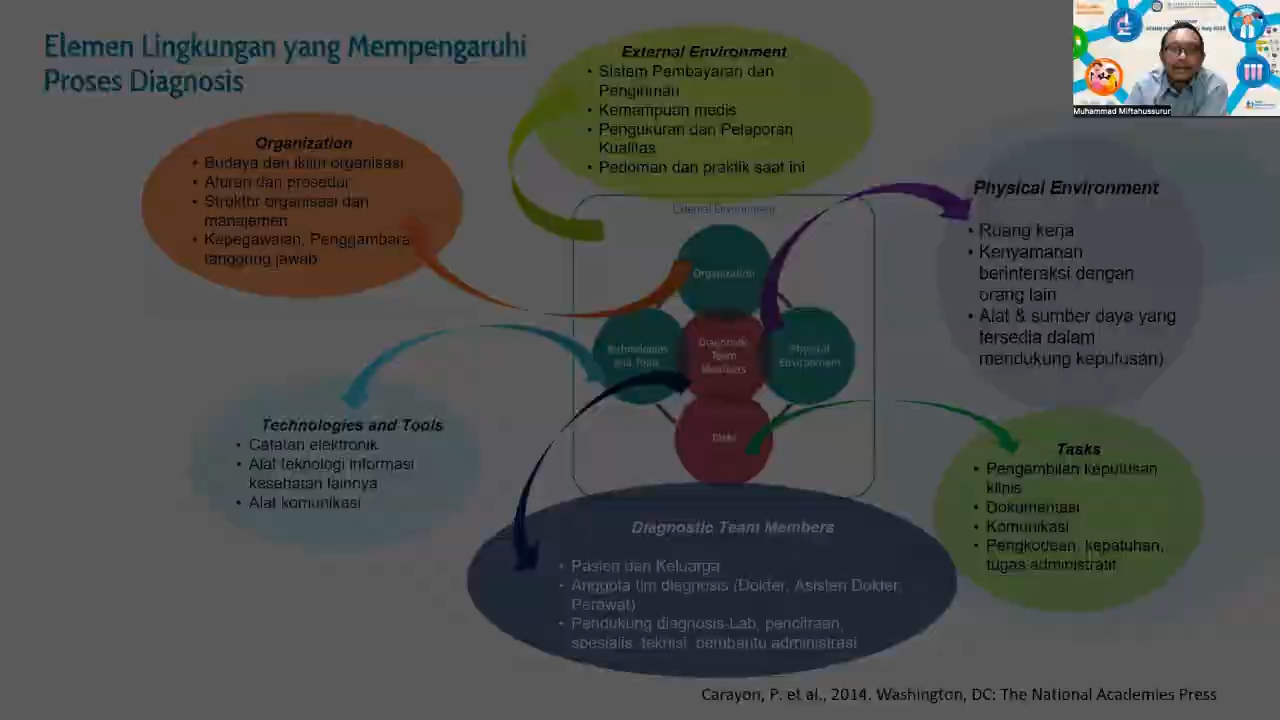 Elemen Lingkungan yang Mempengaruhi
Proses Diagnosis
External Environment
• Sistem Pembayaran dan
Pengiriman
• Kemampuan medis
• Pengukuran dan Pelaporan
Kualitas
• Pedoman dan praktik saat ini
Organization
• Budaya dan iklim organisasi
• Aturan dan prosedur
• Struktur organisasi dan
manajemen
• Kepegawaian, Penggambara
tanggung jawab
Physical Environment
• Ruang kerja
• Kenyamanan
berinteraksi dengan
orang lain
• Alat & sumber daya yang
tersedia dalam
mendukung keputusan)
External Environment
Organization
Technologies
and Tools
Diagnostic
Team
Members
Physical
Environment
Tasks
Technologies and Tools
• Catatan elektronik
• Alat teknologi informasi
kesehatan lainnya
• Alat komunikasi
Tasks
• Pengambilan keputusan
klinis
• Dokumentasi
• Komunikasi
• Pengkodean, kepatuhan,
tugas administratif
Diagnostic Team Members
• Pasien dan Keluarga
• Anggota tim diagnosis (Dokter, Asisten Dokter,
Perawat)
• Pendukung diagnosis-Lab, pencitraan,
spesialis, teknisi, pembantu administrasi
Carayon, P. et al., 2014. Washington, DC: The National Academies Press
Muhammad Miftahussurur